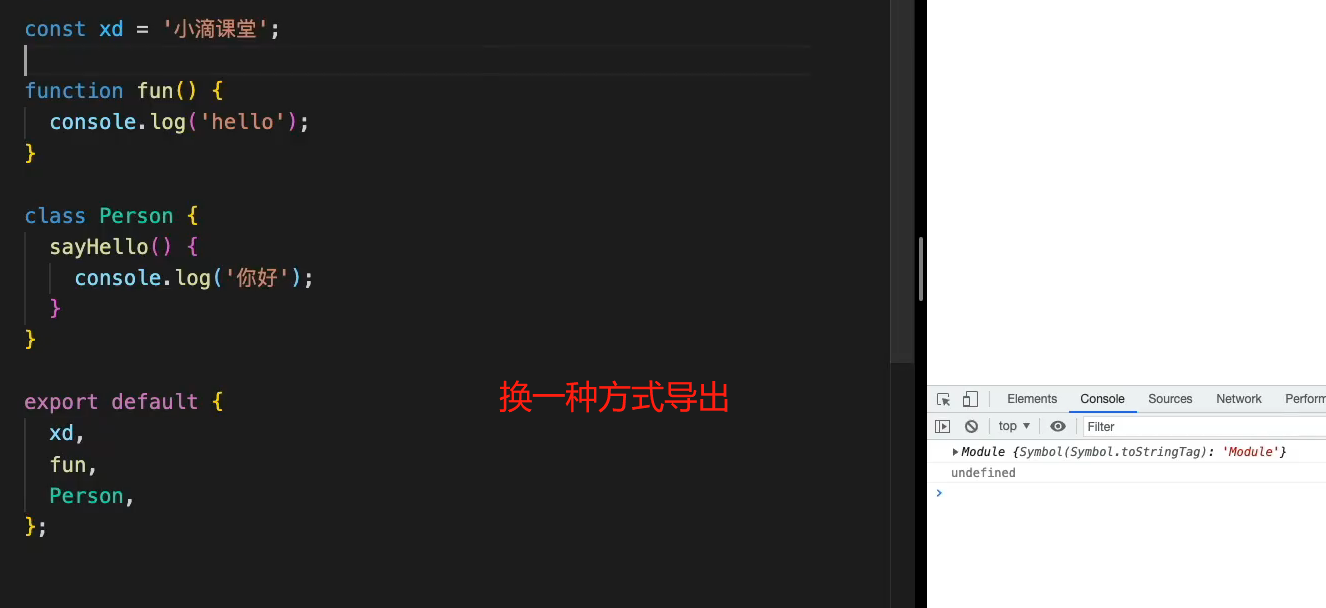 const xd = '小滴课堂';
function fun() {
console.log('hello');
}
class Person {
sayHello() {
console.log('你好');
}
}
export default {
换一种方式导出
xd,
fun,
Person,
};
Elements Console Sources Network Perform
top ▼ Filter
▶Module {Symbol(Symbol.toStringTag): 'Module'}
undefined
>